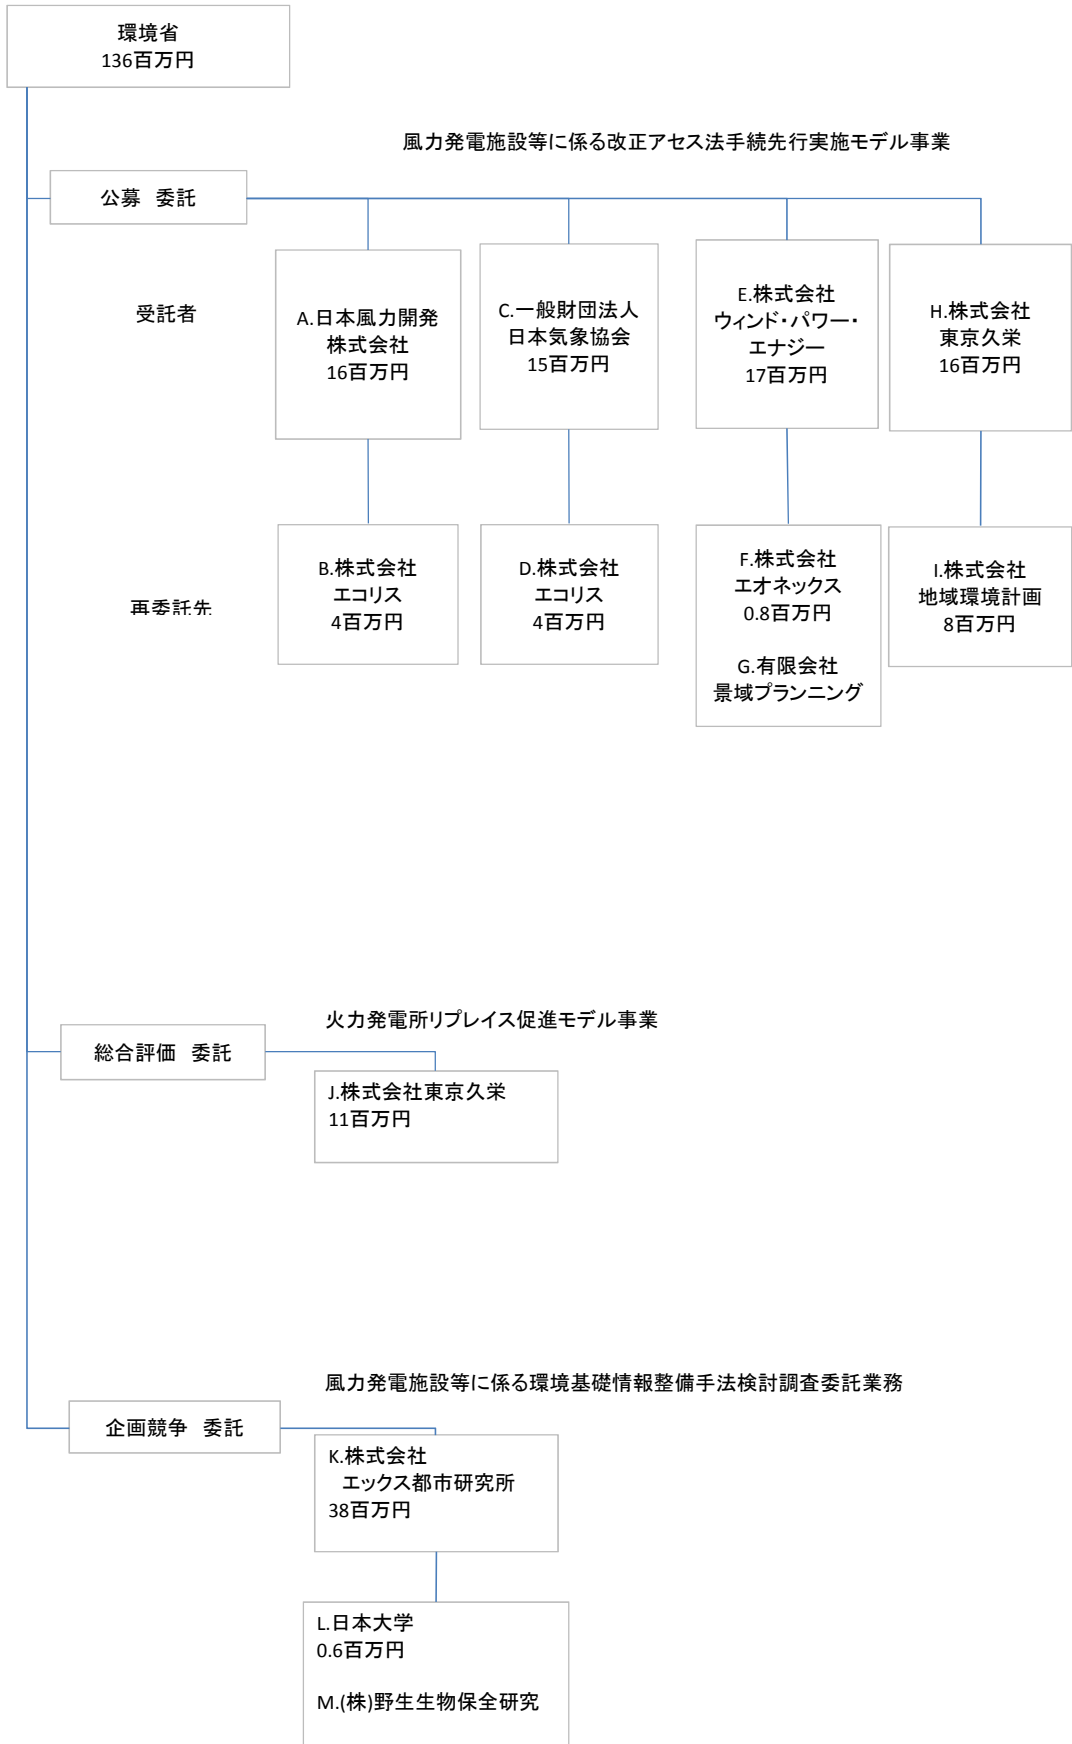 環境省
136百万円
風力発電施設等に係る改正アセス法手続先行実施モデル事業
公募 委託
受託者
A.日本風力開発
株式会社
16百万円
C.一般財団法人
日本気象協会
15百万円
E.株式会社
ウィンド・パワー・
エナジー
17百万円
H.株式会社
東京久栄
16百万円
再委託先
B.株式会社
エコリス
4百万円
D.株式会社
エコリス
4百万円
F.株式会社
エオネックス
0.8百万円
G.有限会社
景域プランニング
I.株式会社
地域環境計画
8百万円
火力発電所リプレイス促進モデル事業
総合評価 委託
J.株式会社東京久栄
11百万円
風力発電施設等に係る環境基礎情報整備手法検討調査委託業務
企画競争 委託
K.株式会社
エックス都市研究所
38百万円
L.日本大学
0.6百万円
M.(株)野生生物保全研究